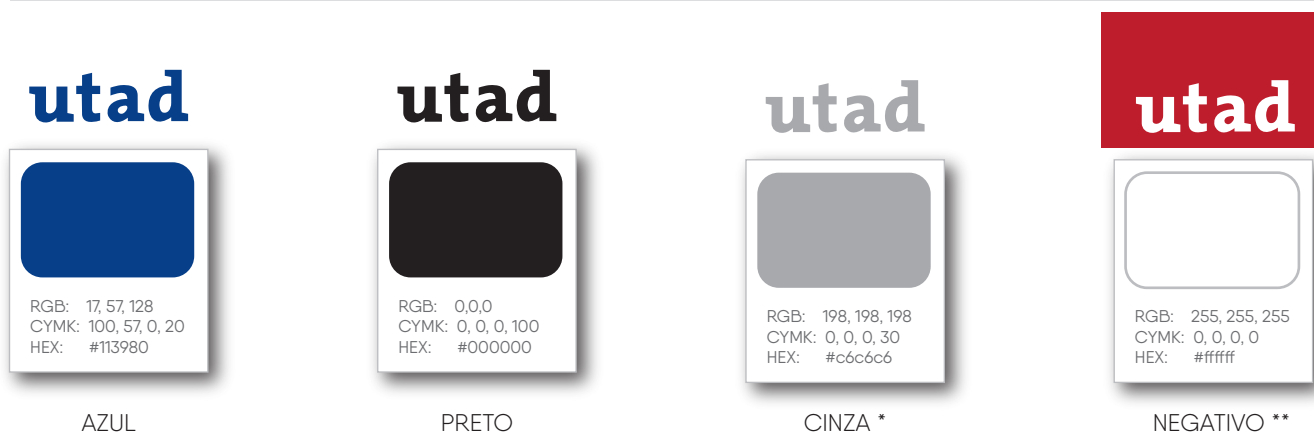 utad
RGB: 17, 57, 128
CYMK: 100, 57, 0, 20
HEX: #113980
AZUL
utad
RGB: 0,0,0
CYMK: 0, 0, 0, 100
HEX: #000000
PRETO
utad
RGB: 198, 198, 198
CYMK: 0, 0, 0, 30
HEX: #c6c6c6
CINZA *
utad
RGB: 255, 255, 255
CYMK: 0, 0, 0, 0
HEX: #ffffff
NEGATIVO **